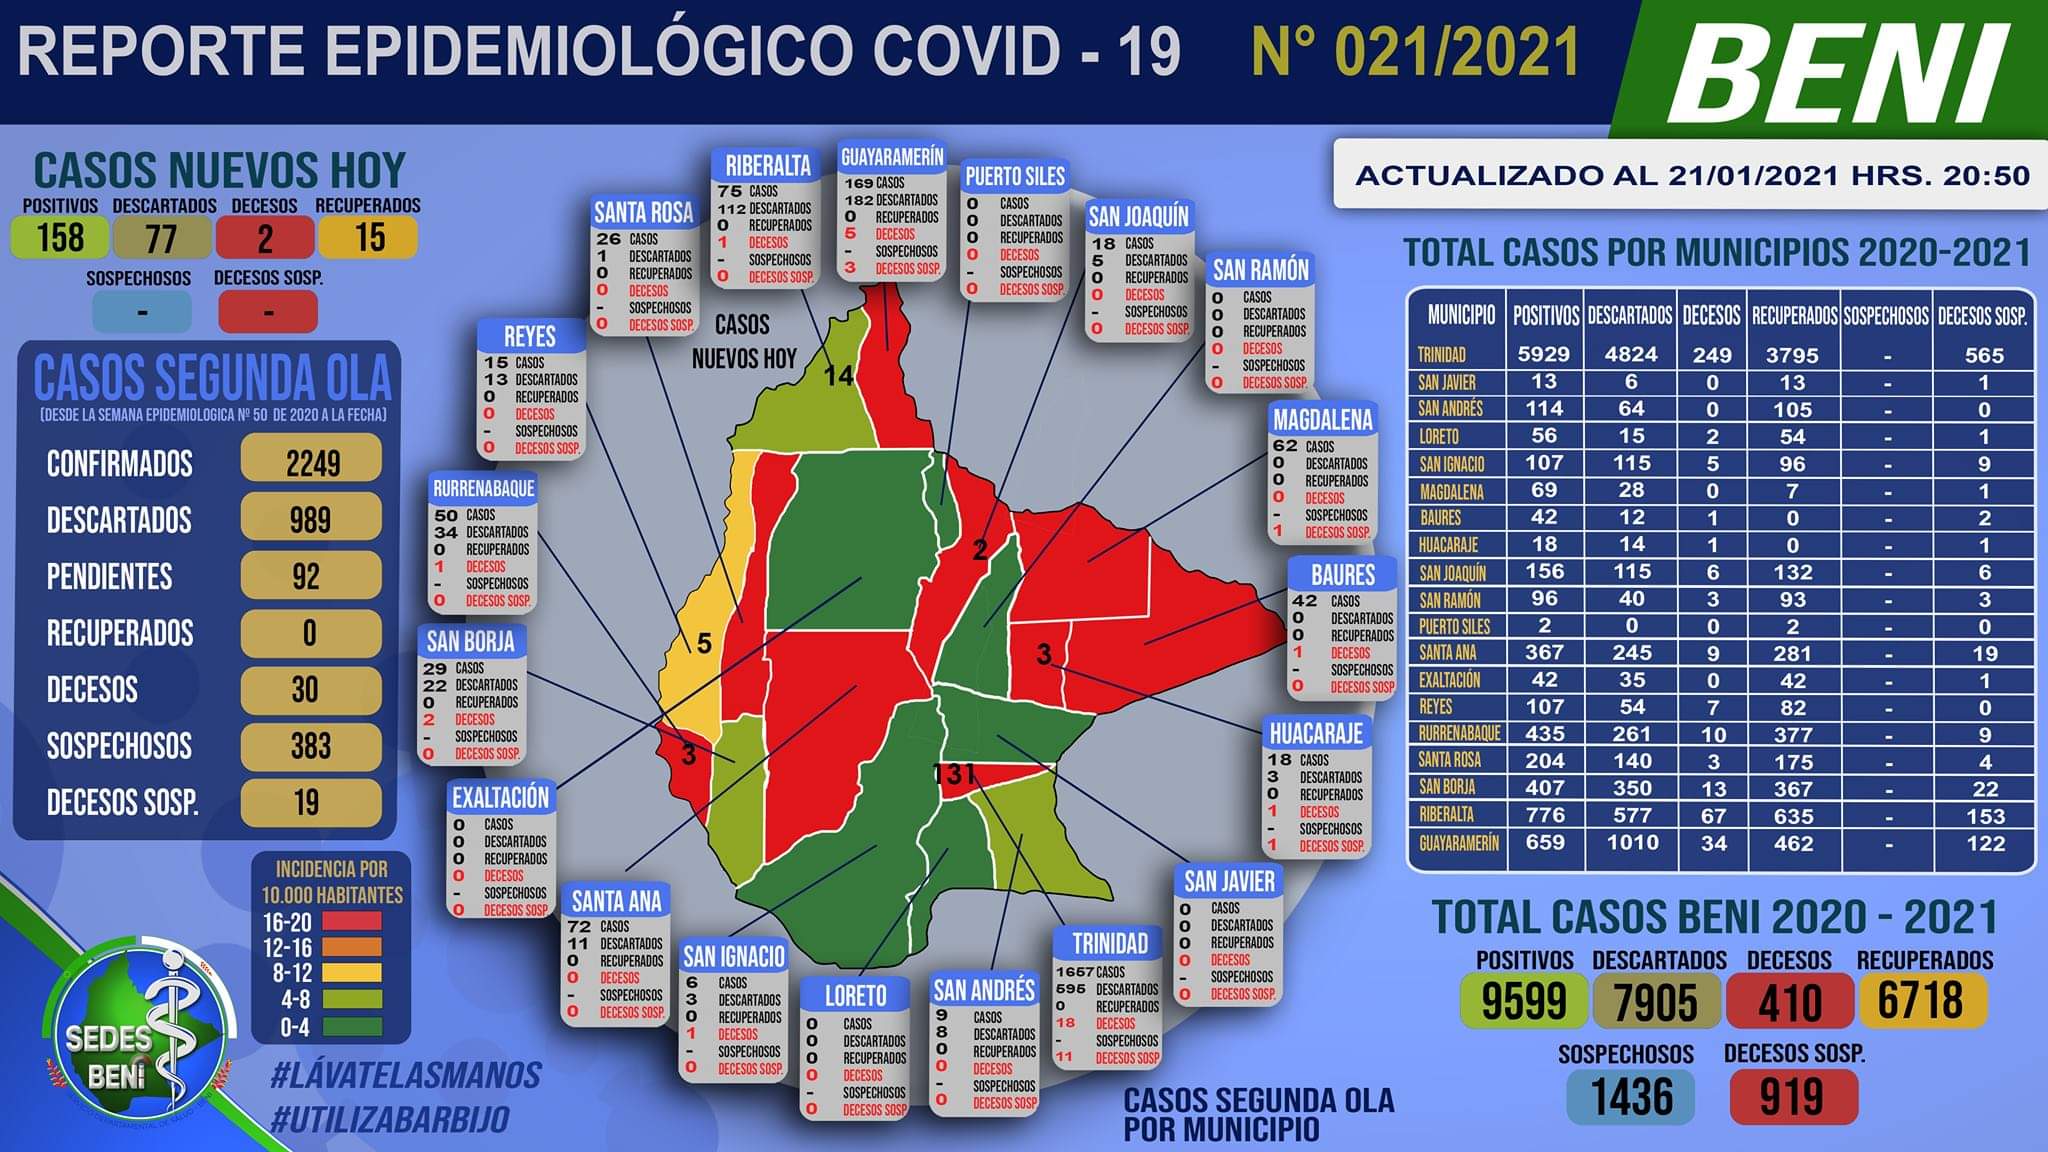 REPORTE EPIDEMIOLÓGICO COVID - 19 N° 021/2021 BENI
ACTUALIZADO AL 21/01/2021 HRS. 20:50
CASOS NUEVOS HOY
POSITIVOS DESCARTADOS DECESOS RECUPERADOS
158 77 2 15
SOSPECHOSOS DECESOS SOSP.
- -
CASOS SEGUNDA OLA
(DESDE LA SEMANA EPIDEMIOLOGICA Nº 50 DE 2020 A LA FECHA)
CONFIRMADOS 2249
DESCARTADOS 989
PENDIENTES 92
RECUPERADOS 0
DECESOS 30
SOSPECHOSOS 383
DECESOS SOSP. 19
INCIDENCIA POR
10.000 HABITANTES
16-20
12-16
8-12
4-8
0-4
SEDES
BENI
#LÁVATELASMANOS
#UTILIZABARBIJO
CASOS
NUEVOS HOY
14
2
5
3
3
131
GUAYARAMERÍN
169 CASOS
182 DESCARTADOS
0 RECUPERADOS
5 DECESOS
- SOSPECHOSOS
3 DECESOS SOSP.
RIBERALTA
75 CASOS
112 DESCARTADOS
0 RECUPERADOS
1 DECESOS
- SOSPECHOSOS
0 DECESOS SOSP.
SANTA ROSA
26 CASOS
1 DESCARTADOS
0 RECUPERADOS
0 DECESOS
- SOSPECHOSOS
0 DECESOS SOSP.
REYES
15 CASOS
13 DESCARTADOS
0 RECUPERADOS
0 DECESOS
- SOSPECHOSOS
0 DECESOS SOSP.
RURRENABAQUE
50 CASOS
34 DESCARTADOS
0 RECUPERADOS
1 DECESOS
- SOSPECHOSOS
0 DECESOS SOSP.
SAN BORJA
29 CASOS
22 DESCARTADOS
0 RECUPERADOS
2 DECESOS
- SOSPECHOSOS
0 DECESOS SOSP.
EXALTACIÓN
0 CASOS
0 DESCARTADOS
0 RECUPERADOS
0 DECESOS
- SOSPECHOSOS
0 DECESOS SOSP
SANTA ANA
72 CASOS
11 DESCARTADOS
0 RECUPERADOS
0 DECESOS
- SOSPECHOSOS
0 DECESOS SOSP.
SAN IGNACIO
6 CASOS
3 DESCARTADOS
0 RECUPERADOS
1 DECESOS
- SOSPECHOSOS
0 DECESOS SOSP.
LORETO
0 CASOS
0 DESCARTADOS
0 RECUPERADOS
0 DECESOS
- SOSPECHOSOS
0 DECESOS SOSP
SAN ANDRÉS
9 CASOS
8 DESCARTADOS
0 RECUPERADOS
0 DECESOS
- SOSPECHOSOS
0 DECESOS SOSP
TRINIDAD
1657 CASOS
595 DESCARTADOS
0 RECUPERADOS
18 DECESOS
- SOSPECHOSOS
11 DECESOS SOSP
SAN JAVIER
0 CASOS
0 DESCARTADOS
0 RECUPERADOS
0 DECESOS
- SOSPECHOSOS
0 DECESOS SOSP.
HUACARAJE
18 CASOS
3 DESCARTADOS
0 RECUPERADOS
1 DECESOS
- SOSPECHOSOS
1 DECESOS SOSP.
BAURES
42 CASOS
0 DESCARTADOS
0 RECUPERADOS
1 DECESOS
- SOSPECHOSOS
0 DECESOS SOSP.
MAGDALENA
62 CASOS
0 DESCARTADOS
0 RECUPERADOS
0 DECESOS
- SOSPECHOSOS
1 DECESOS SOSP.
SAN RAMÓN
0 CASOS
0 DESCARTADOS
0 RECUPERADOS
0 DECESOS
- SOSPECHOSOS
0 DECESOS SOSP.
SAN JOAQUÍN
18 CASOS
5 DESCARTADOS
0 RECUPERADOS
0 DECESOS
- SOSPECHOSOS
0 DECESOS SOSP.
PUERTO SILES
0 CASOS
0 DESCARTADOS
0 RECUPERADOS
0 DECESOS
- SOSPECHOSOS
0 DECESOS SOSP.
CASOS SEGUNDA OLA
POR MUNICIPIO
TOTAL CASOS POR MUNICIPIOS 2020-2021
MUNICIPIO POSITIVOS DESCARTADOS DECESOS RECUPERADOS SOSPECHOSOS DECESOS SOSP.
TRINIDAD 5929 4824 249 3795 - 565
SAN JAVIER 13 6 0 13 - 1
SAN ANDRÉS 114 64 0 105 - 0
LORETO 56 15 2 54 - 1
SAN IGNACIO 107 115 5 96 - 9
MAGDALENA 69 28 0 7 - 1
BAURES 42 12 1 0 - 2
HUACARAJE 18 14 1 0 - 1
SAN JOAQUÍN 156 115 6 132 - 6
SAN RAMÓN 96 40 3 93 - 3
PUERTO SILES 2 0 0 2 - 0
SANTA ANA 367 245 9 281 - 19
EXALTACIÓN 42 35 0 42 - 1
REYES 107 54 7 82 - 0
RURRENABAQUE 435 261 10 377 - 9
SANTA ROSA 204 140 3 175 - 4
SAN BORJA 407 350 13 367 - 22
RIBERALTA 776 577 67 635 - 153
GUAYARAMERÍN 659 1010 34 462 - 122
TOTAL CASOS BENI 2020 - 2021
POSITIVOS DESCARTADOS DECESOS RECUPERADOS
9599 7905 410 6718
SOSPECHOSOS DECESOS SOSP.
1436 919